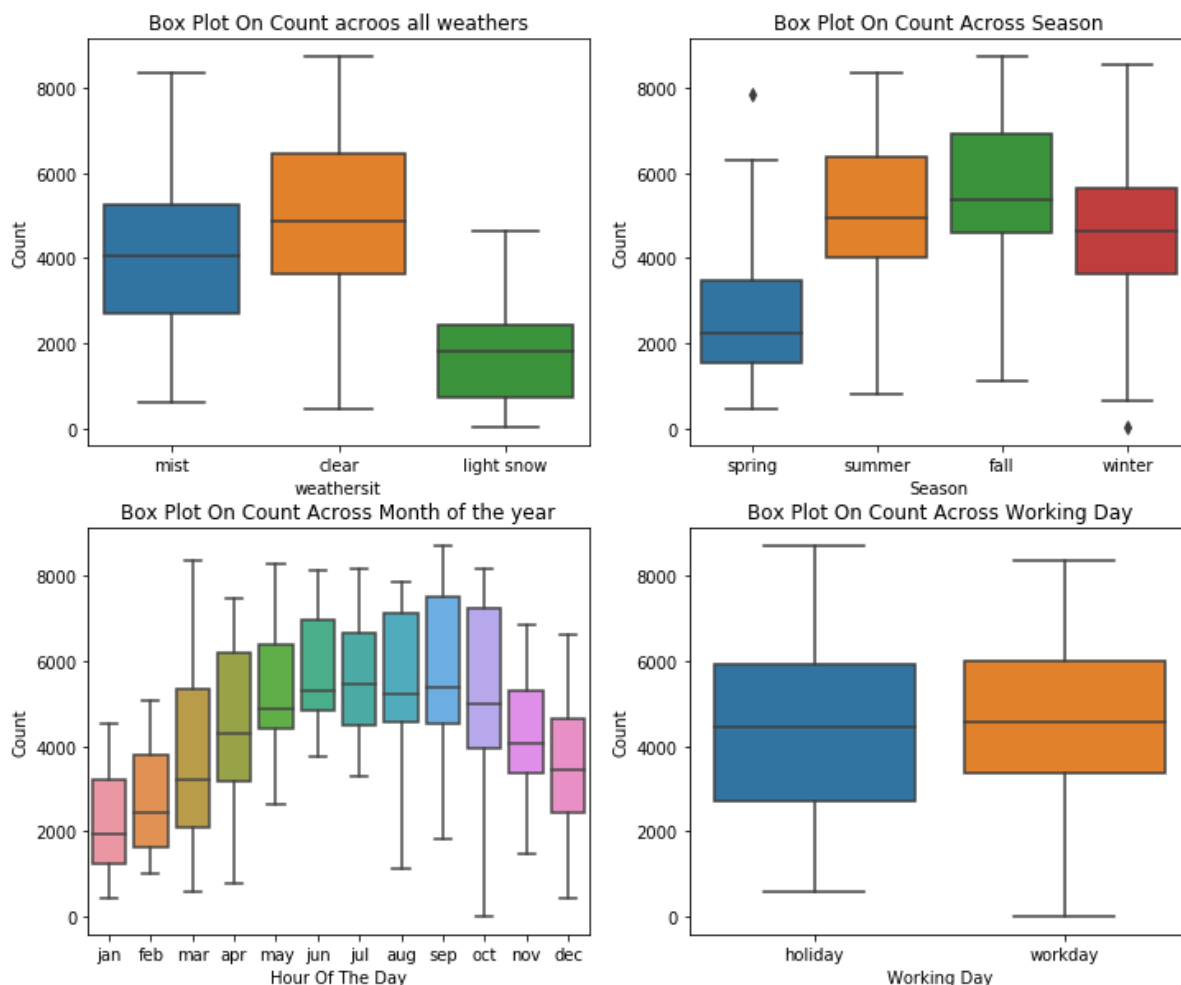 Box Plot On Count acroos all weathers
Count
8000
6000
4000
2000
0
mist clear light snow
weathersit
Box Plot On Count Across Season
Count
8000
6000
4000
2000
0
spring summer fall winter
Season
Box Plot On Count Across Month of the year
Count
8000
6000
4000
2000
0
jan feb mar apr may jun jul aug sep oct nov dec
Hour Of The Day
Box Plot On Count Across Working Day
Count
8000
6000
4000
2000
0
holiday workday
Working Day